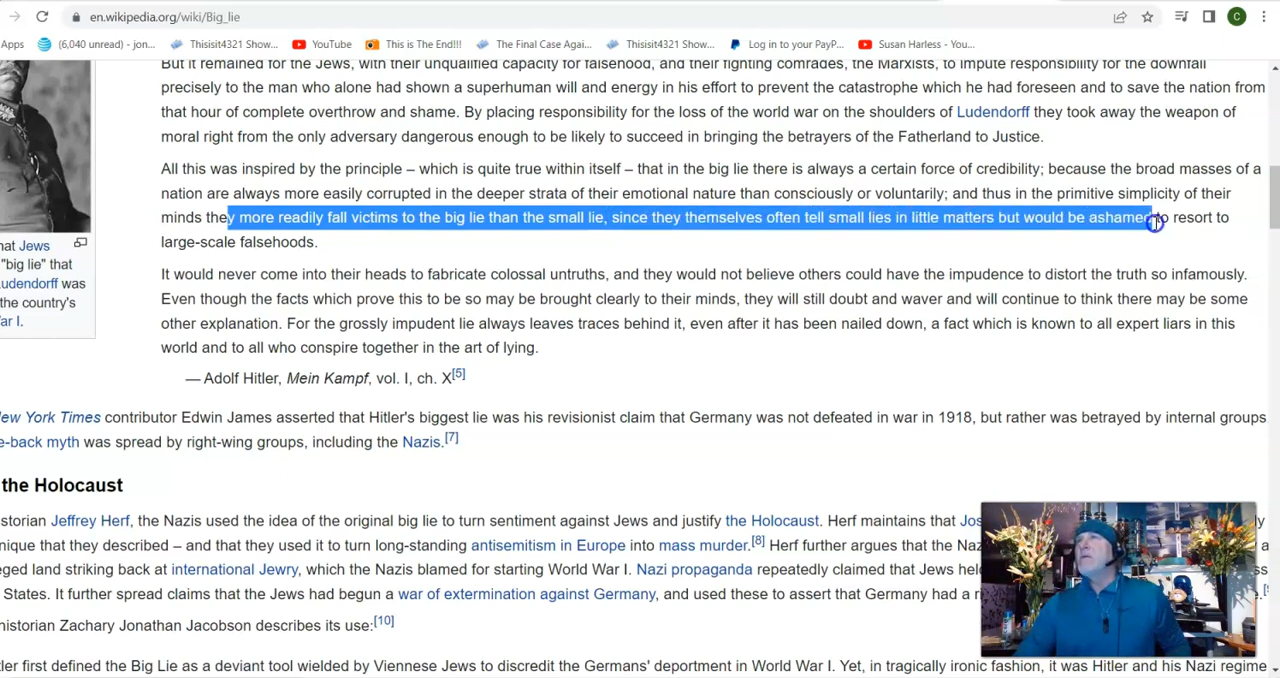 en.wikipedia.org/wiki/Big_lie
C
Apps (6,040 unread) - jon... Thisisit4321 Show... YouTube This is The End!!! The Final Case Agai... Thisisit4321 Show... Log in to your PayP... Susan Harless - You...
But it remained for the Jews, with their unqualified capacity for falsehood, and their fighting comrades, the Marxists, to impute responsibility for the downfall
precisely to the man who alone had shown a superhuman will and energy in his effort to prevent the catastrophe which he had foreseen and to save the nation from
that hour of complete overthrow and shame. By placing responsibility for the loss of the world war on the shoulders of Ludendorff they took away the weapon of
moral right from the only adversary dangerous enough to be likely to succeed in bringing the betrayers of the Fatherland to Justice.
All this was inspired by the principle – which is quite true within itself – that in the big lie there is always a certain force of credibility; because the broad masses of a
nation are always more easily corrupted in the deeper strata of their emotional nature than consciously or voluntarily; and thus in the primitive simplicity of their
minds they more readily fall victims to the big lie than the small lie, since they themselves often tell small lies in little matters but would be ashamed to resort to
large-scale falsehoods.
hat Jews
"big lie" that
udendorff was
the country's
ar I.
It would never come into their heads to fabricate colossal untruths, and they would not believe others could have the impudence to distort the truth so infamously.
Even though the facts which prove this to be so may be brought clearly to their minds, they will still doubt and waver and will continue to think there may be some
other explanation. For the grossly impudent lie always leaves traces behind it, even after it has been nailed down, a fact which is known to all expert liars in this
world and to all who conspire together in the art of lying.
— Adolf Hitler, Mein Kampf, vol. I, ch. X[5]
ew York Times contributor Edwin James asserted that Hitler's biggest lie was his revisionist claim that Germany was not defeated in war in 1918, but rather was betrayed by internal groups
e-back myth was spread by right-wing groups, including the Nazis.[7]
the Holocaust
storian Jeffrey Herf, the Nazis used the idea of the original big lie to turn sentiment against Jews and justify the Holocaust. Herf maintains that Jos
nique that they described – and that they used it to turn long-standing antisemitism in Europe into mass murder.[8] Herf further argues that the Naz
eged land striking back at international Jewry, which the Nazis blamed for starting World War I. Nazi propaganda repeatedly claimed that Jews hel
States. It further spread claims that the Jews had begun a war of extermination against Germany, and used these to assert that Germany had a
historian Zachary Jonathan Jacobson describes its use:[10]
tler first defined the Big Lie as a deviant tool wielded by Viennese Jews to discredit the Germans' deportment in World War I. Yet, in tragically ironic fashion, it was Hitler and his Nazi regime